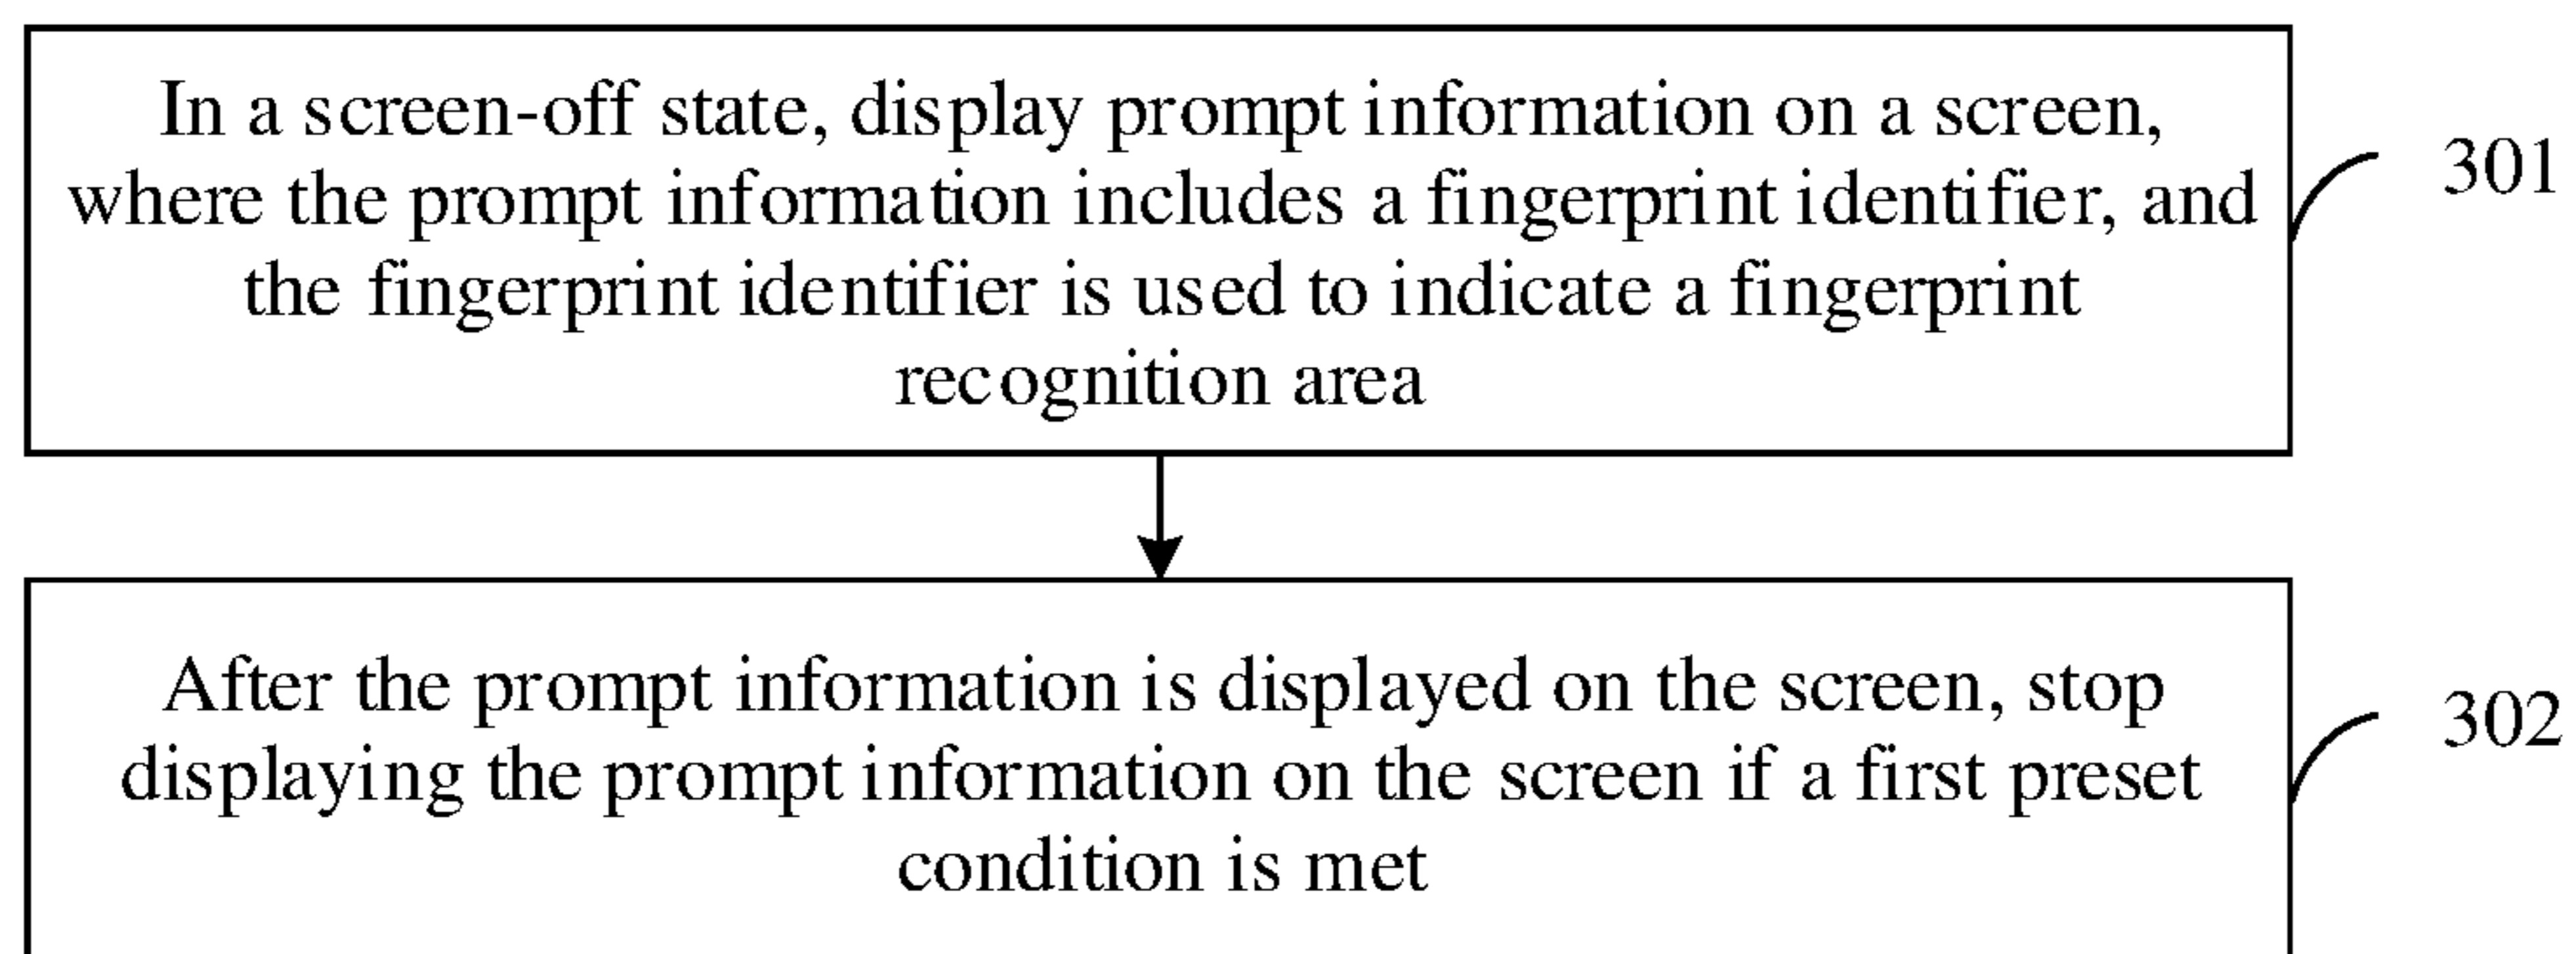 In a screen-off state, display prompt information on a screen,
where the prompt information includes a fingerprint identifier, and
the fingerprint identifier is used to indicate a fingerprint
recognition area
301
After the prompt information is displayed on the screen, stop
displaying the prompt information on the screen if a first preset
condition is met
302